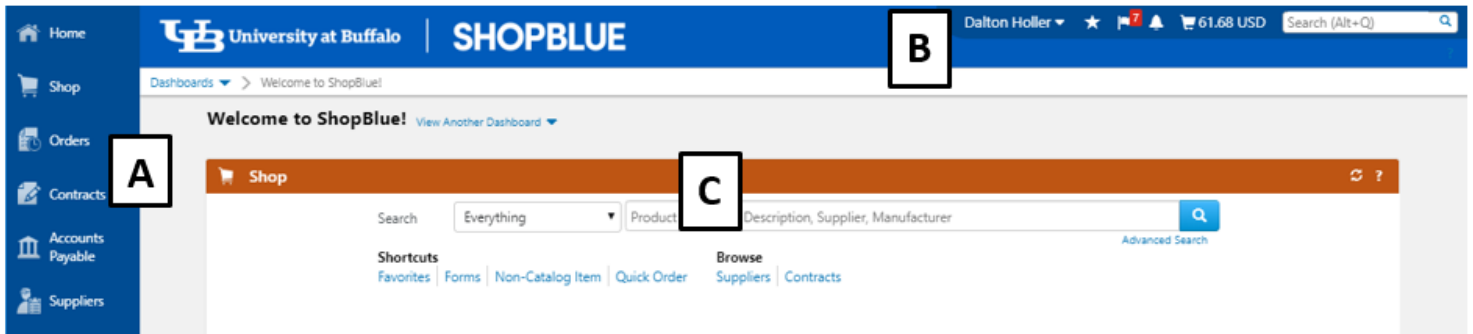 Home
Shop
Orders
Contracts
Accounts
Payable
Suppliers
A
UB University at Buffalo | SHOPBLUE
B
Dalton Holler ★ 7 61.68 USD Search (Alt+Q)
?
Dashboards > Welcome to ShopBlue!
Welcome to ShopBlue! View Another Dashboard
Shop ?
C
Search Everything Product Description, Supplier, Manufacturer
Advanced Search
Shortcuts Browse
Favorites | Forms | Non-Catalog Item | Quick Order Suppliers | Contracts